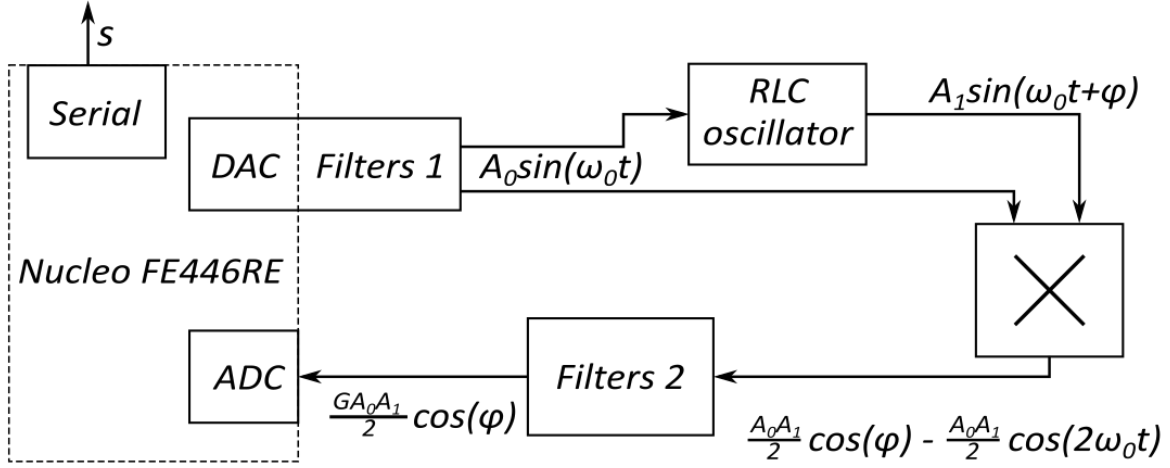 s
Serial
RLC
oscillator
A₁sin(ω₀t+φ)
DAC
Filters 1
A₀sin(ω₀t)
Nucleo FE446RE
ADC
Filters 2
GA₀A₁/2 cos(φ)
A₀A₁/2 cos(φ) - A₀A₁/2 cos(2ω₀t)